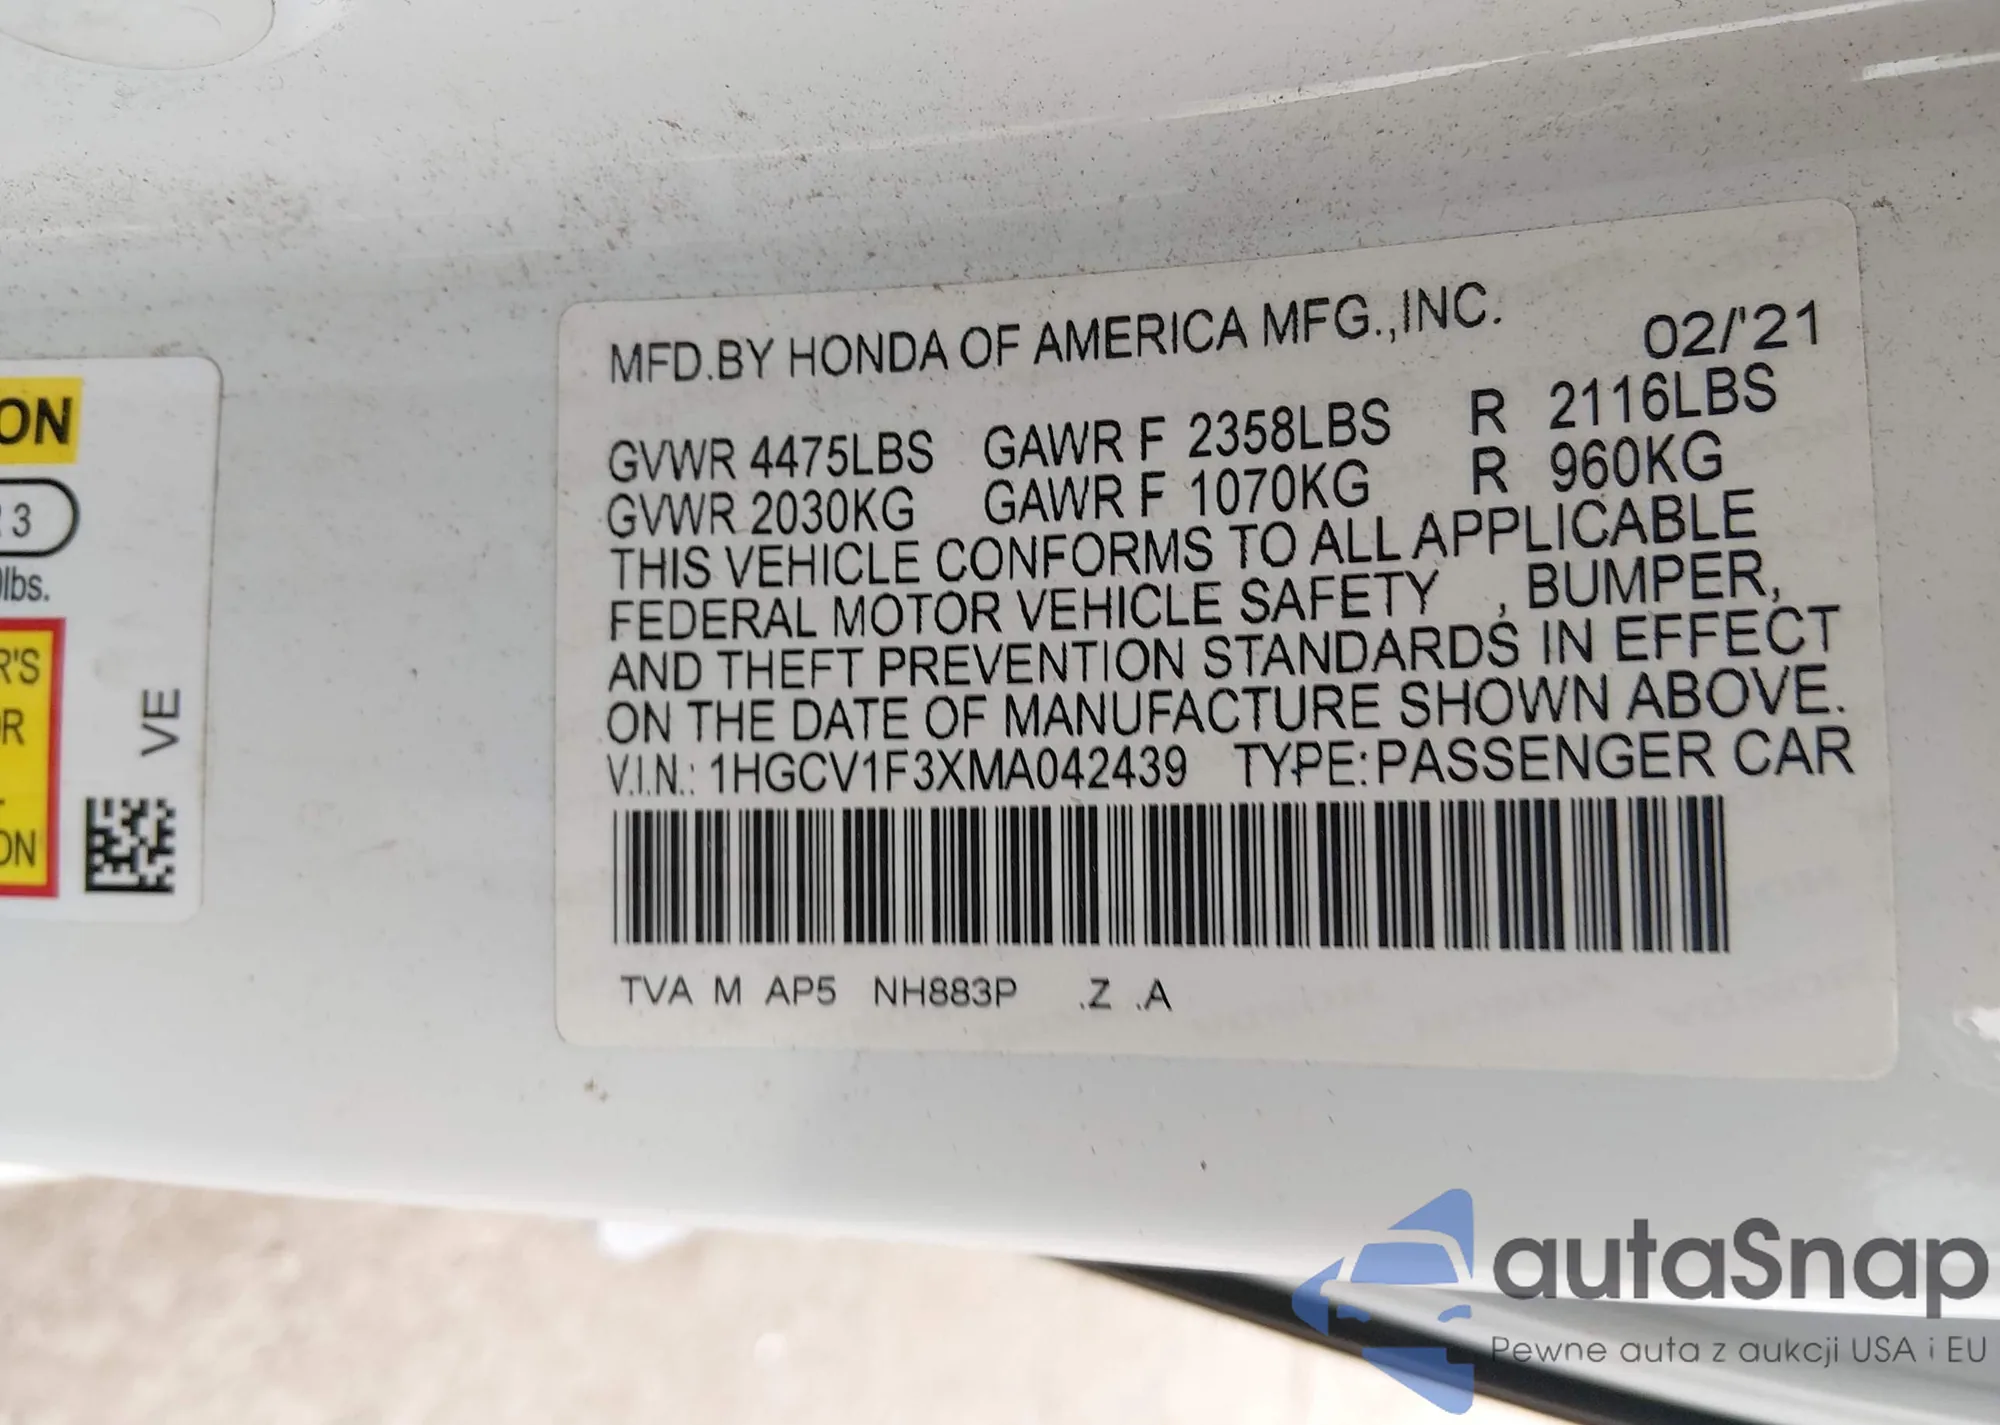 ON
R 3
lbs.
R'S
OR
ON
VE
MFD.BY HONDA OF AMERICA MFG.,INC.
02/'21
GVWR 4475LBS GAWR F 2358LBS R 2116LBS
GVWR 2030KG GAWR F 1070KG R 960KG
THIS VEHICLE CONFORMS TO ALL APPLICABLE
FEDERAL MOTOR VEHICLE SAFETY , BUMPER,
AND THEFT PREVENTION STANDARDS IN EFFECT
ON THE DATE OF MANUFACTURE SHOWN ABOVE.
V.I.N.: 1HGCV1F3XMA042439 TYPE:PASSENGER CAR
TVA M AP5 NH883P .Z .A
autaSnap
Pewne auta z aukcji USA i EU